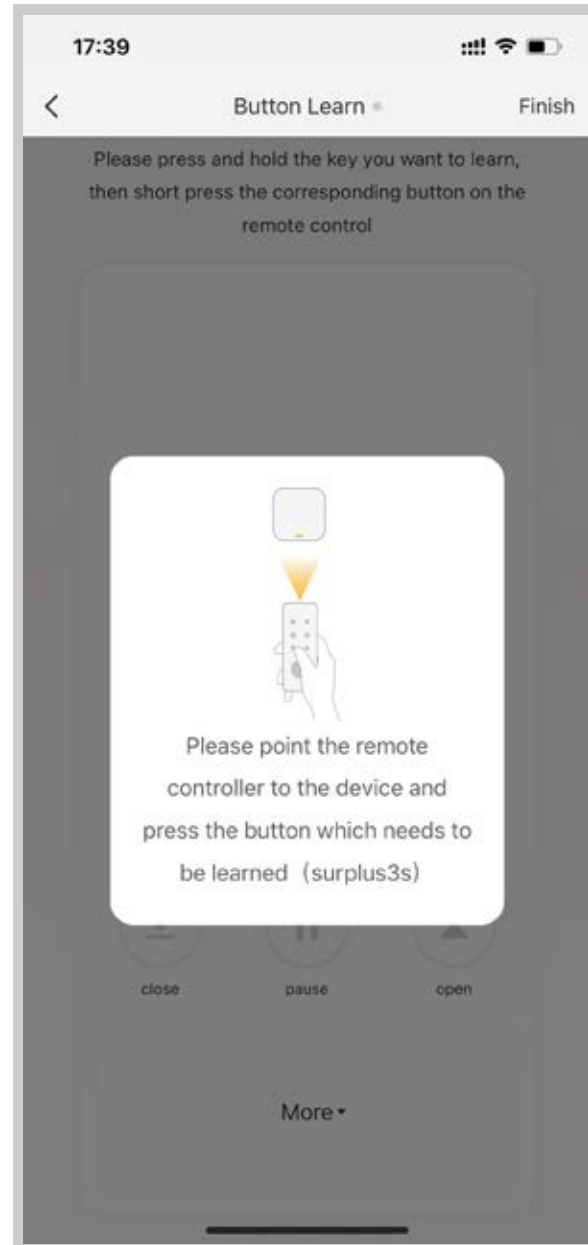 17:39
Button Learn
Finish
Please press and hold the key you want to learn,
then short press the corresponding button on the
remote control
Please point the remote
controller to the device and
press the button which needs to
be learned（surplus3s）
close
pause
open
More